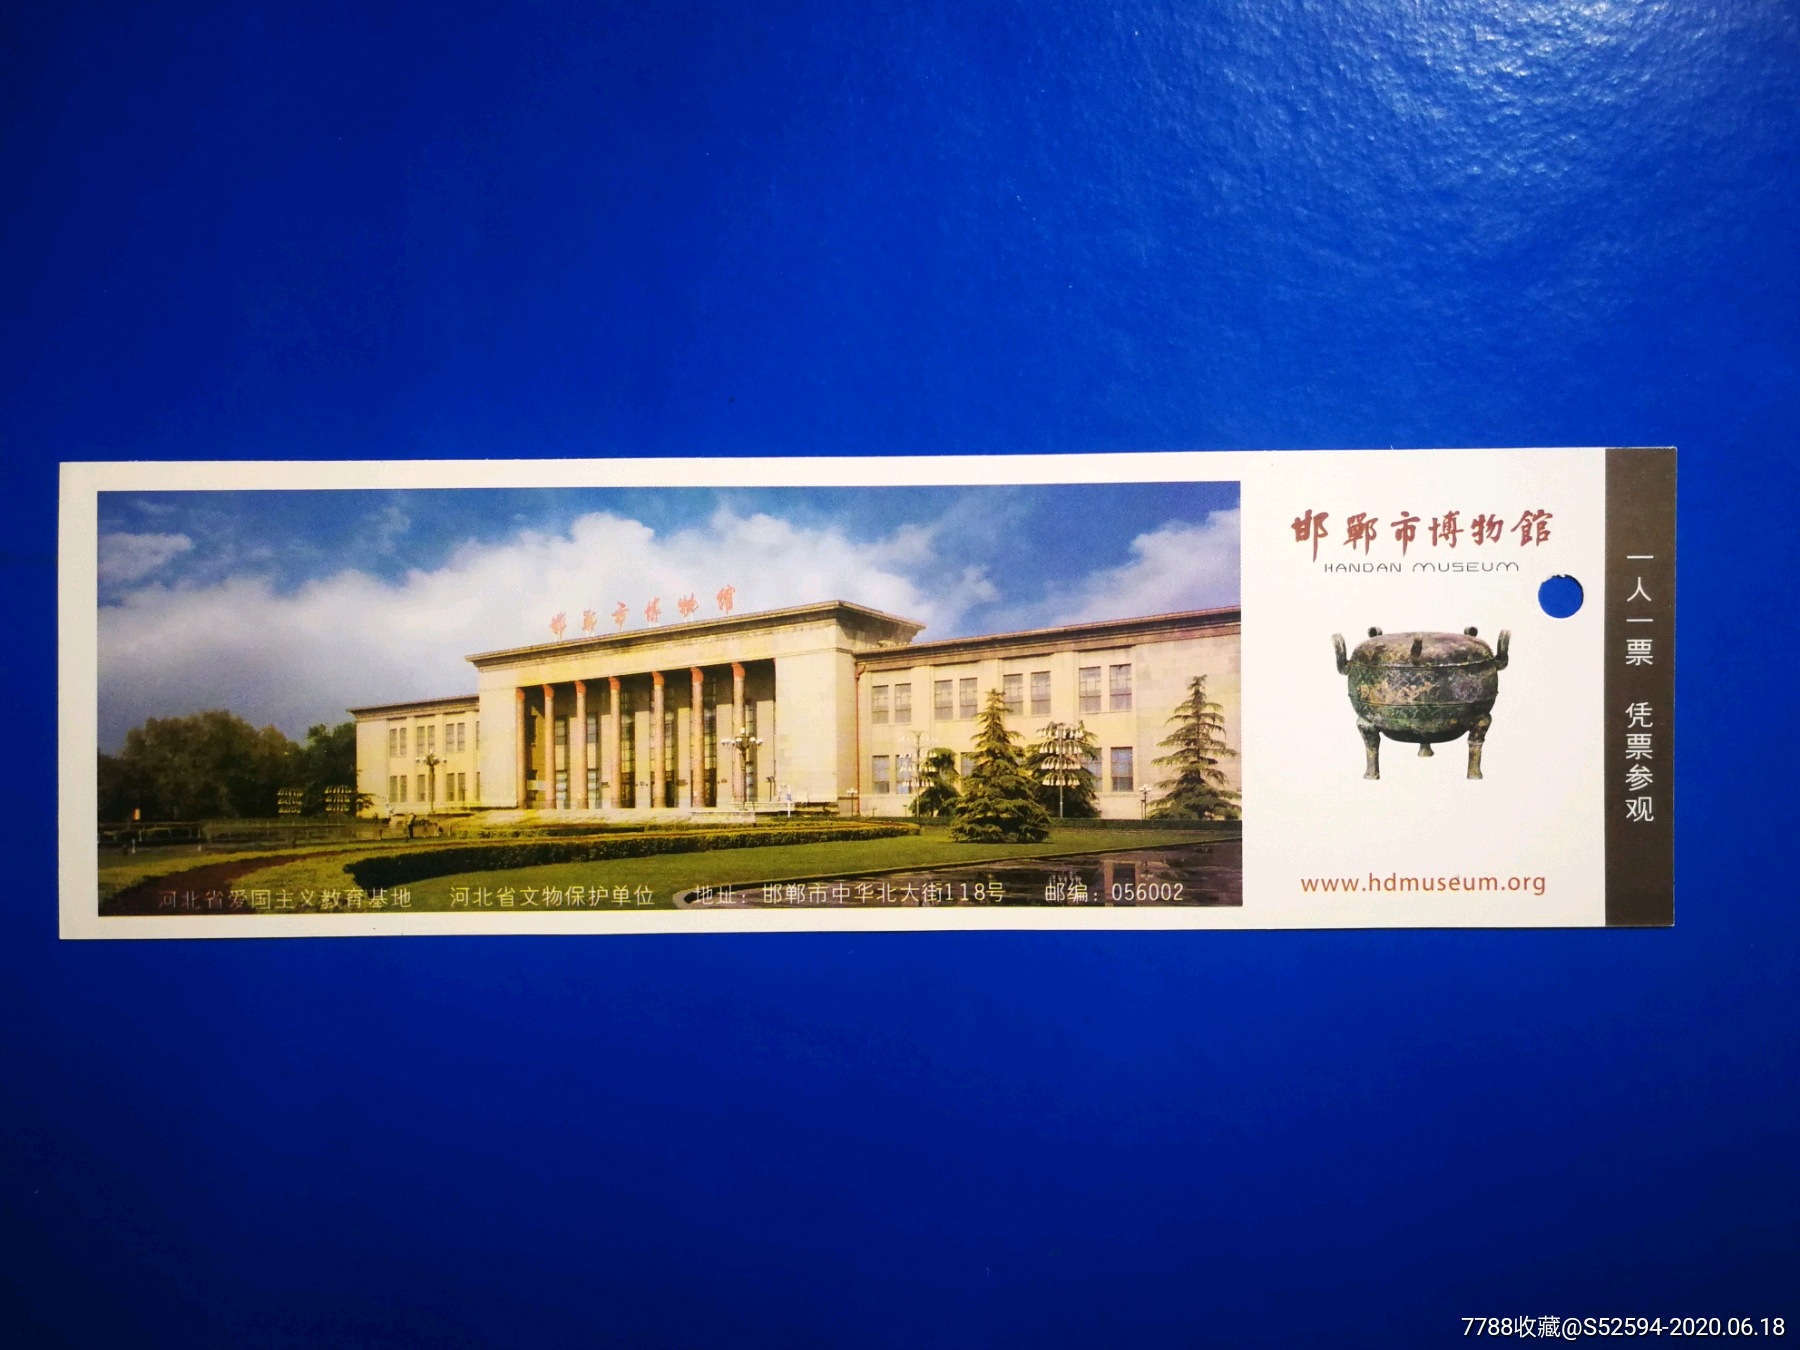 邯鄲市博物館
河北省爱国主义教育基地 河北省文物保护单位 地址：邯郸市中华北大街118号 邮编：056002
邯鄲市博物館
HANDAN MUSEUM
www.hdmuseum.org
一人一票 凭票参观
7788收藏@S52594-2020.06.18